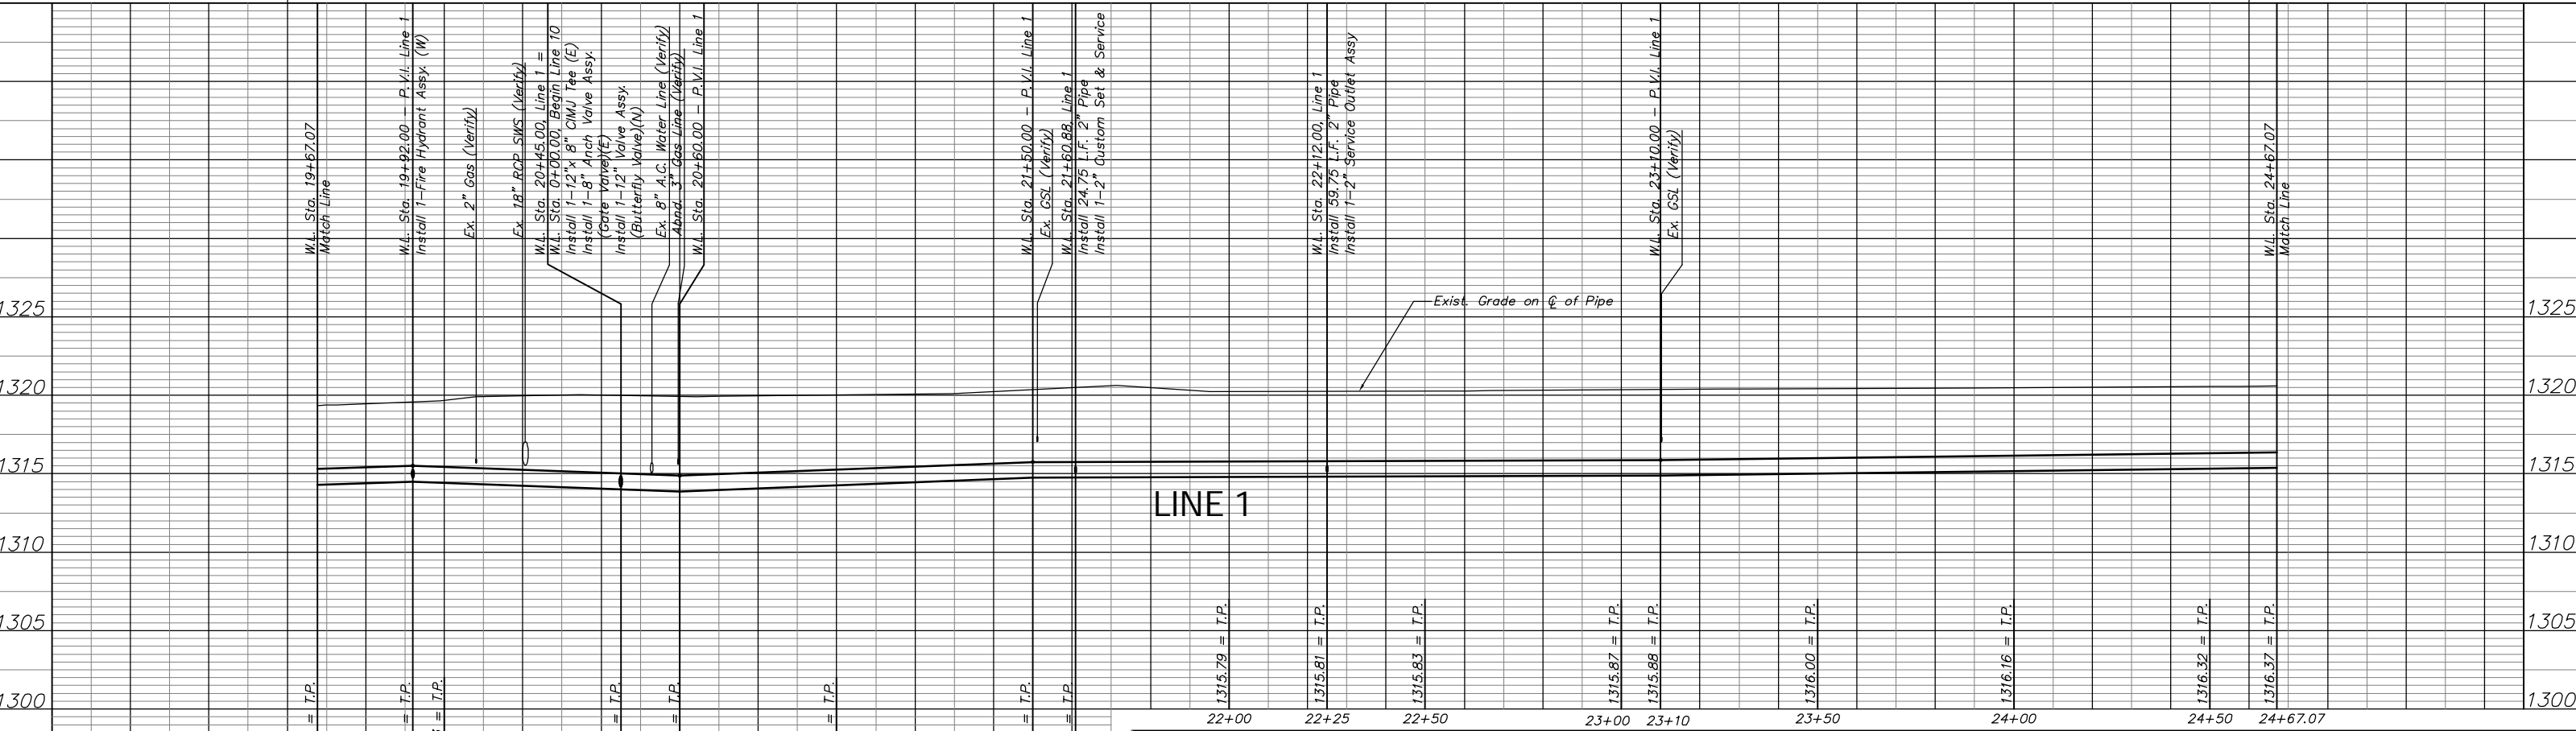 W.L. Sta. 19+67.07
Match Line
W.L. Sta. 19+92.00 – P.V.I. Line 1
Install 1–Fire Hydrant Assy. (W)
Ex. 2" Gas (Verify)
Ex. 18" RCP SWS (Verify)
W.L. Sta. 20+45.00, Line 1 =
W.L. Sta. 0+00.00, Begin Line 10
Install 1–12"x 8" CIMJ Tee (E)
Install 1–8" Anch Valve Assy.
(Gate Valve)(E)
Install 1–12" Valve Assy.
(Butterfly Valve)(N)
Ex. 8" A.C. Water Line (Verify)
Abnd. 3" Gas Line (Verify)
W.L. Sta. 20+60.00 – P.V.I. Line 1
W.L. Sta. 21+50.00 – P.V.I. Line 1
Ex. GSL (Verify)
W.L. Sta. 21+60.88, Line 1
Install 24.75 L.F. 2" Pipe
Install 1–2" Custom Set & Service
W.L. Sta. 22+12.00, Line 1
Install 59.75 L.F. 2" Pipe
Install 1–2" Service Outlet Assy
W.L. Sta. 23+10.00 – P.V.I. Line 1
Ex. GSL (Verify)
W.L. Sta. 24+67.07
Match Line
1325 1325
Exist. Grade on ℄ of Pipe
1320 1320
1315 1315
LINE 1
1310 1310
1305 1305
1300 1300
= T.P.
= T.P.
= T.P.
= T.P.
= T.P.
= T.P.
= T.P.
= T.P.
1315.79 = T.P.
1315.81 = T.P.
1315.83 = T.P.
1315.87 = T.P.
1315.88 = T.P.
1316.00 = T.P.
1316.16 = T.P.
1316.32 = T.P.
1316.37 = T.P.
22+00 22+25 22+50 23+00 23+10 23+50 24+00 24+50 24+67.07